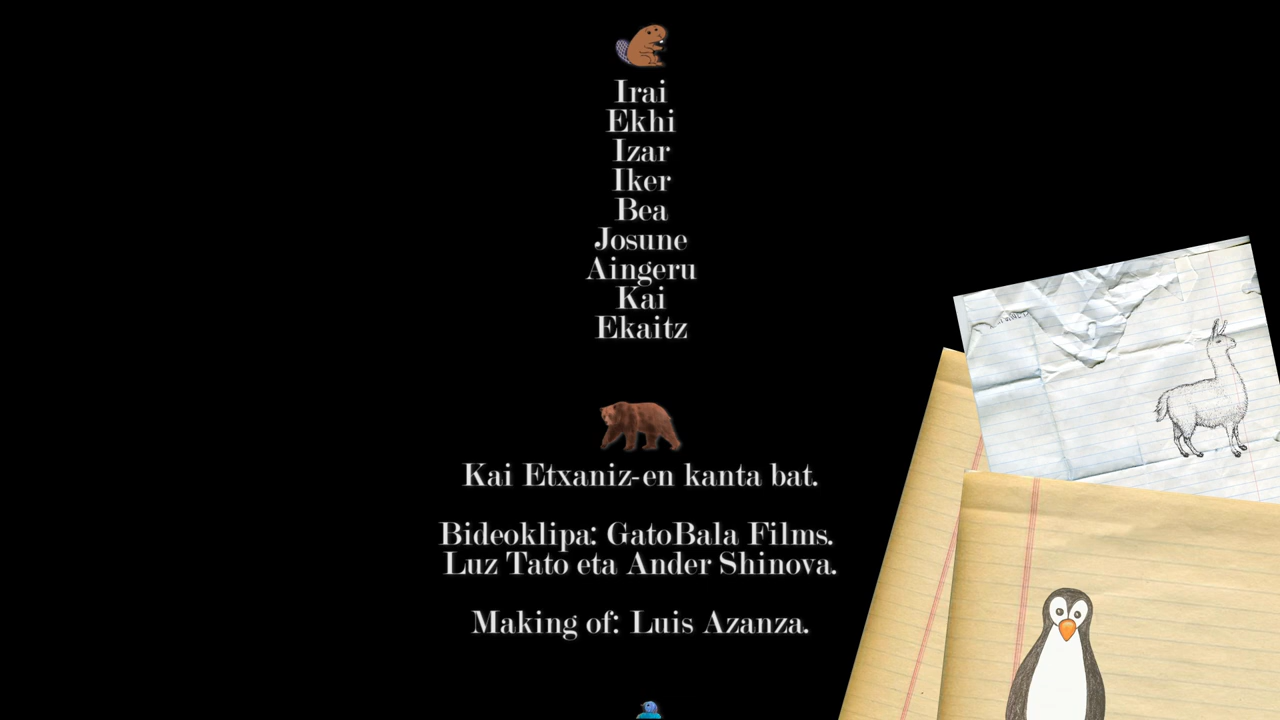 Irai
Ekhi
Izar
Iker
Bea
Josune
Aingeru
Kai
Ekaitz
Kai Etxaniz-en kanta bat.
Bideoklipa: GatoBala Films.
Luz Tato eta Ander Shinova.
Making of: Luis Azanza.